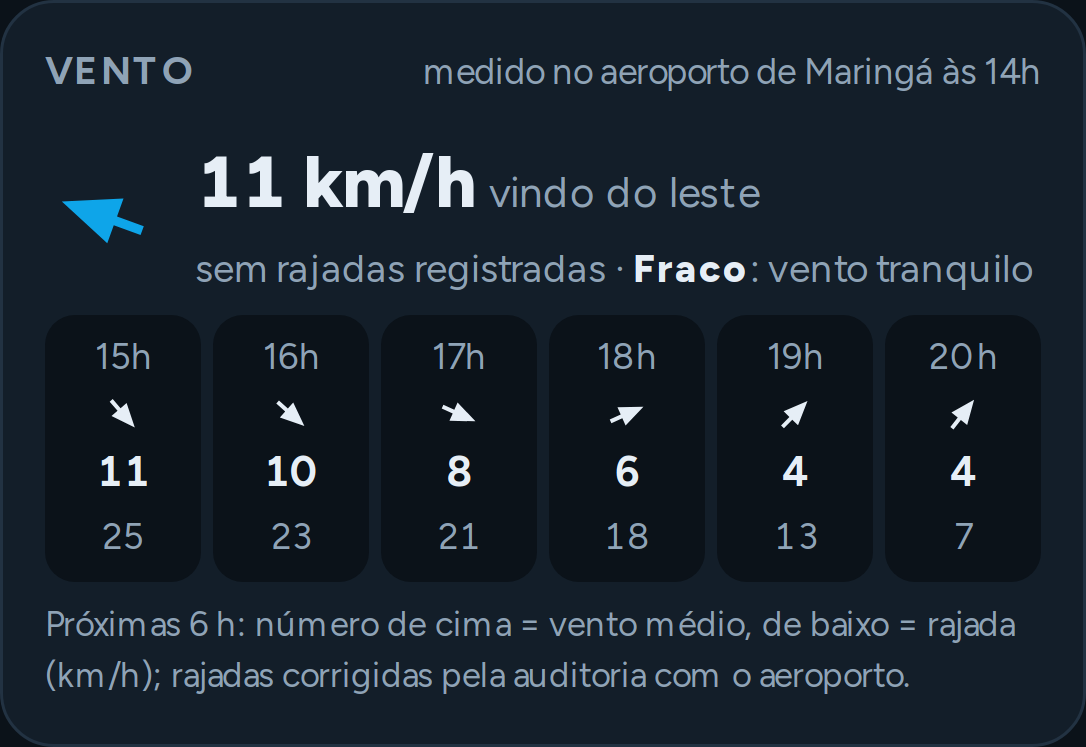 VENTO medido no aeroporto de Maringá às 14h
11 km/h vindo do leste
sem rajadas registradas · Fraco: vento tranquilo
15h 16h 17h 18h 19h 20h
11 10 8 6 4 4
25 23 21 18 13 7
Próximas 6 h: número de cima = vento médio, de baixo = rajada
(km/h); rajadas corrigidas pela auditoria com o aeroporto.